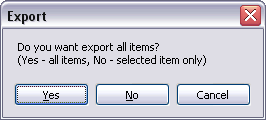 Export
Do you want export all items?
(Yes - all items, No - selected item only)
Yes
No
Cancel